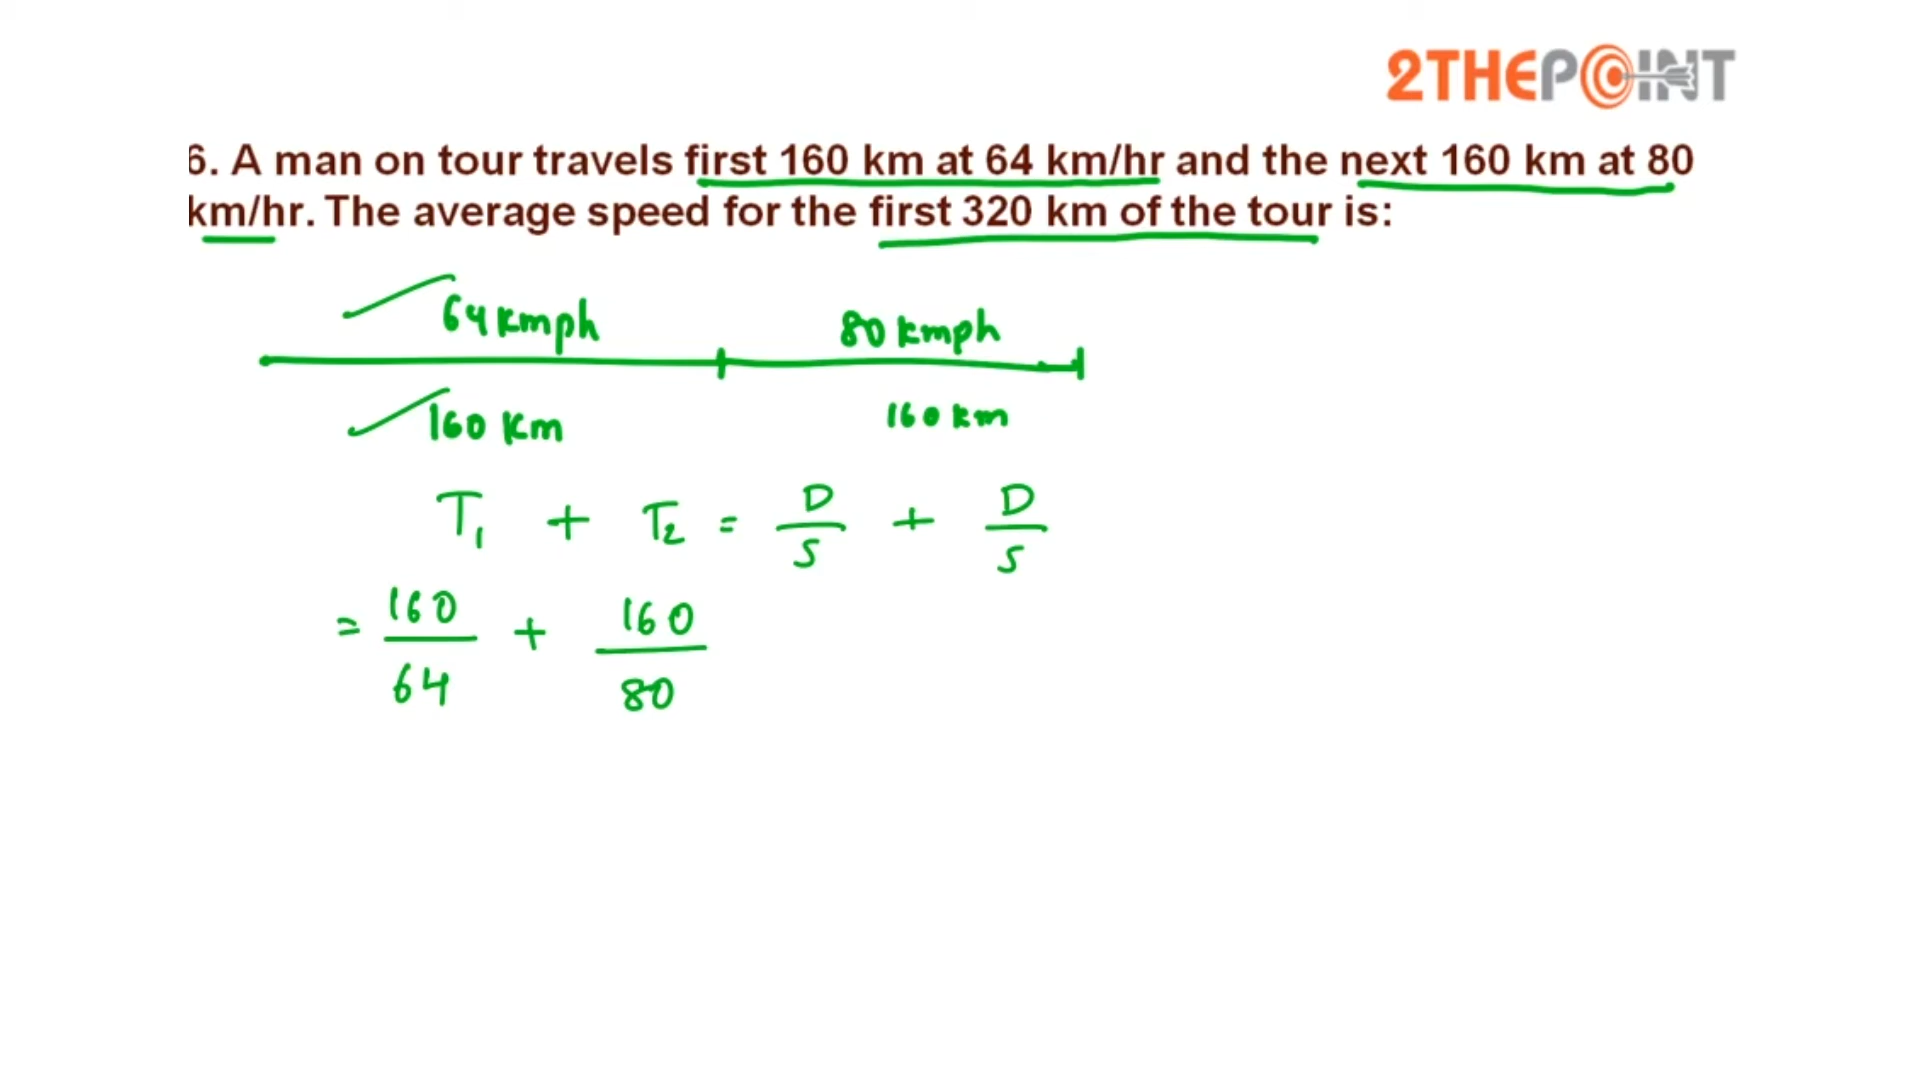 2THEPOINT
6. A man on tour travels first 160 km at 64 km/hr and the next 160 km at 80
km/hr. The average speed for the first 320 km of the tour is:
64 kmph 80 kmph
160 km 160 km
T₁ + T₂ = D/S + D/S
= 160/64 + 160/80